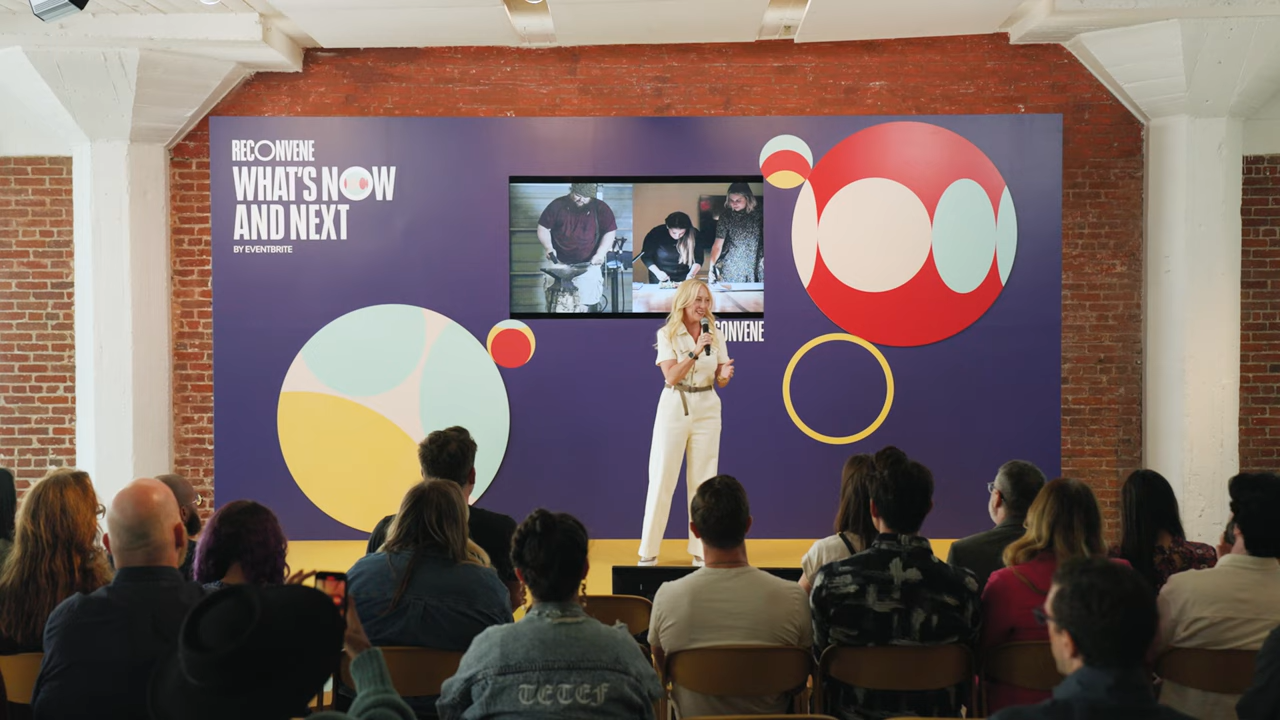 RECONVENE
WHAT'S NOW
AND NEXT
BY EVENTBRITE
CONVENE
TETEF